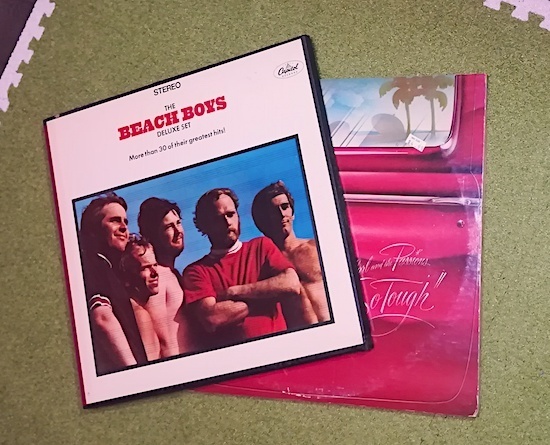 STEREO
Capitol
THE
BEACH BOYS
DELUXE SET
More than 30 of their greatest hits!
and the Passions
Tough"